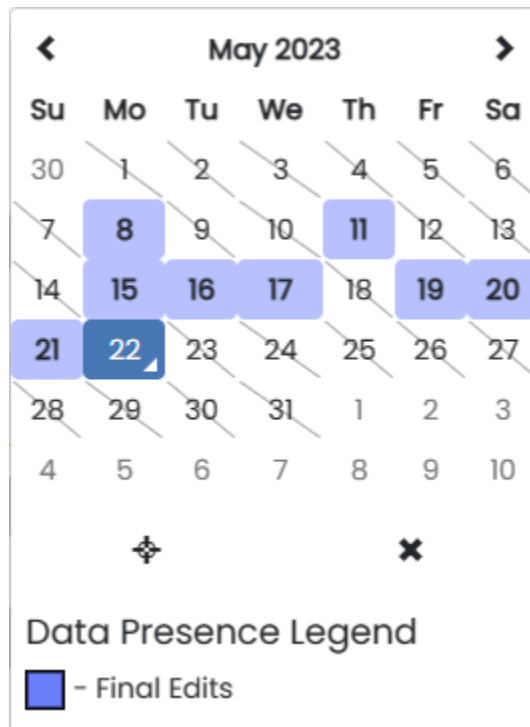 May 2023
Su Mo Tu We Th Fr Sa
30 1 2 3 4 5 6
7 8 9 10 11 12 13
14 15 16 17 18 19 20
21 22 23 24 25 26 27
28 29 30 31 1 2 3
4 5 6 7 8 9 10
Data Presence Legend
- Final Edits